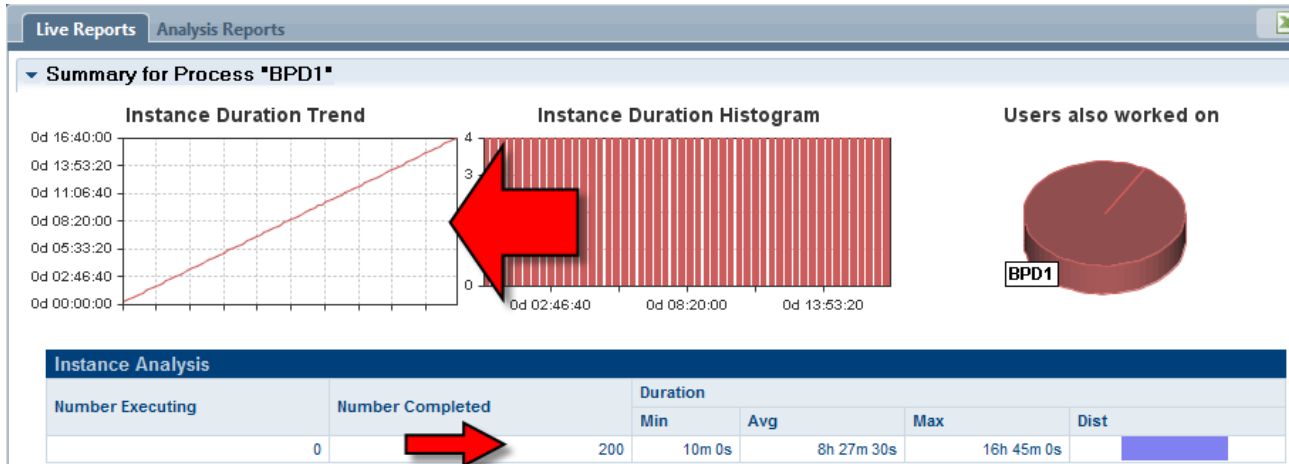 Live Reports Analysis Reports
Summary for Process "BPD1"
Instance Duration Trend
0d 16:40:00
0d 13:53:20
0d 11:06:40
0d 08:20:00
0d 05:33:20
0d 02:46:40
0d 00:00:00
Instance Duration Histogram
4
3
0
0d 02:46:40 0d 08:20:00 0d 13:53:20
Users also worked on
BPD1
Instance Analysis
Number Executing Number Completed Duration
Min Avg Max Dist
0 200 10m 0s 8h 27m 30s 16h 45m 0s